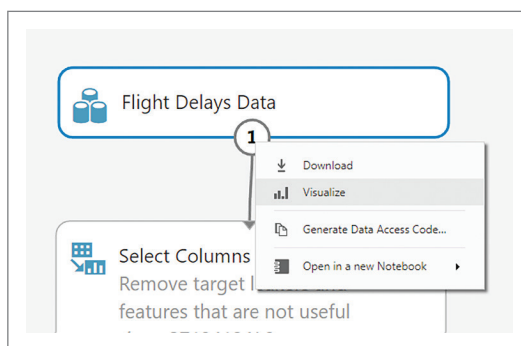 Flight Delays Data
1
Download
Visualize
Generate Data Access Code...
Open in a new Notebook
Select Columns
Remove target
features that are not useful